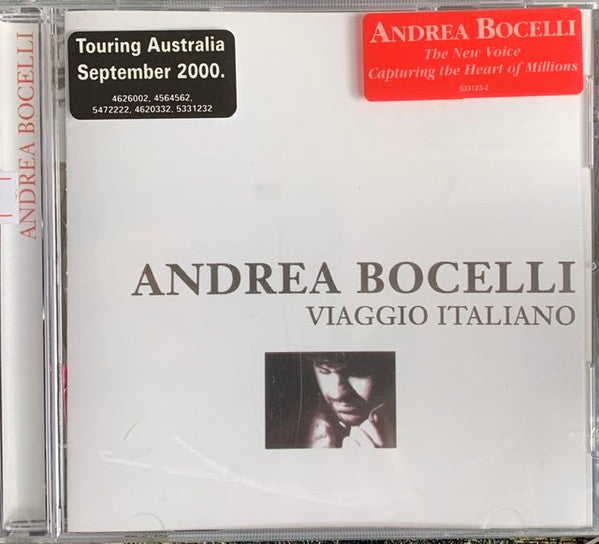 ANDREA BOCELLI
Touring Australia
September 2000.
4626002, 4564562,
5472222, 4620332, 5331232
ANDREA BOCELLI
The New Voice
Capturing the Heart of Millions
533123-2
ANDREA BOCELLI
VIAGGIO ITALIANO